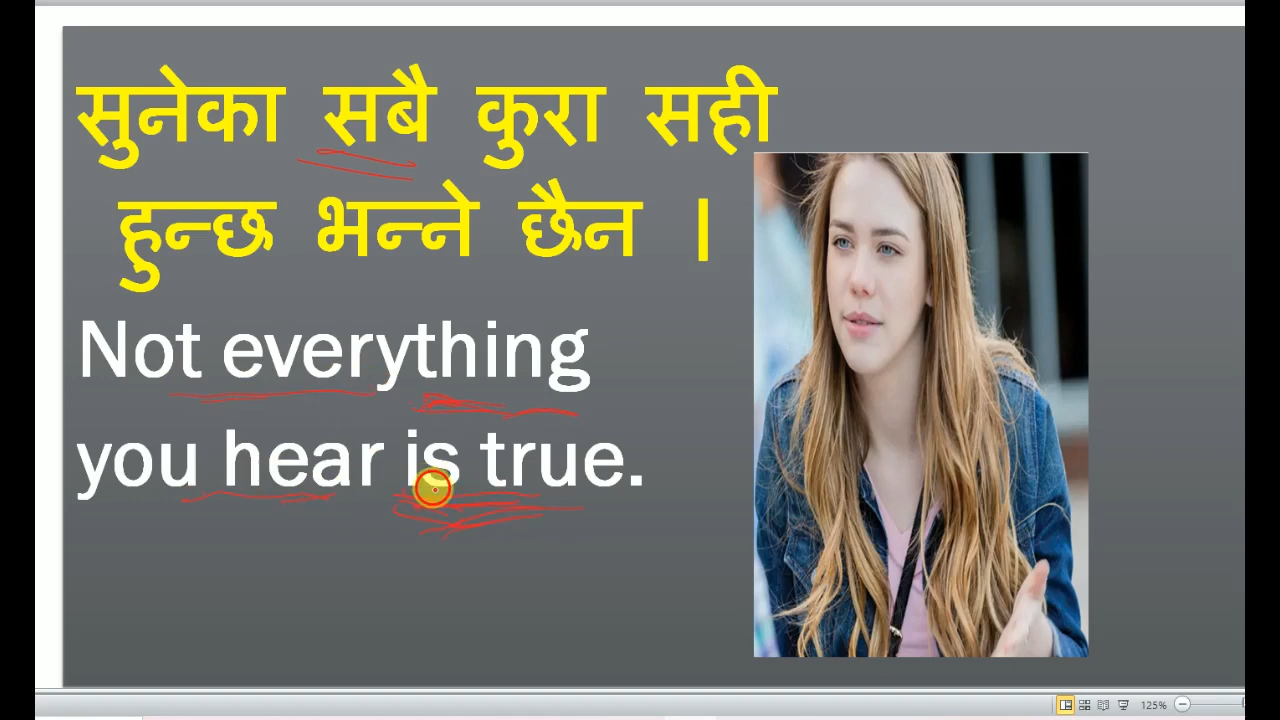 सुनेका सबै कुरा सही
हुन्छ भन्ने छैन ।
Not everything
you hear is true.
125%